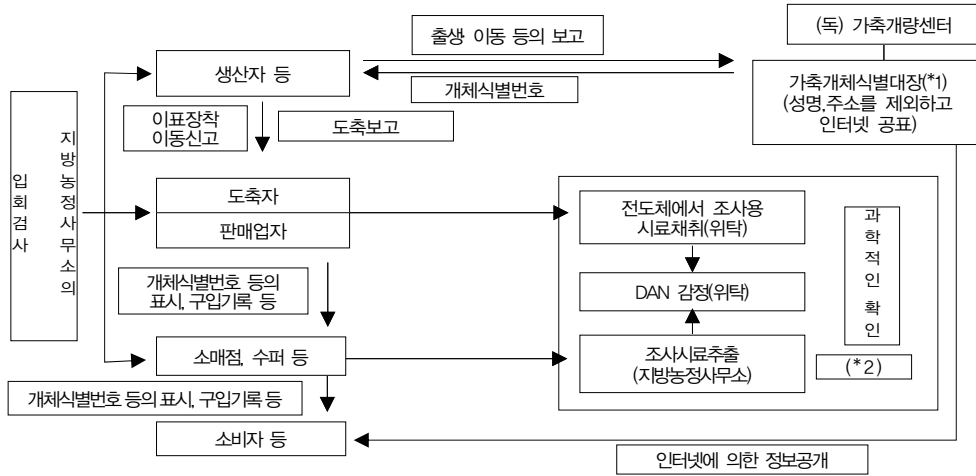 출생·이동 등의 보고
(독) 가축개량센터
생산자 등
개체식별번호
가축개체식별대장(*1)
(성명,주소를 제외하고
인터넷 공표)
이표장착
이동신고
도축보고
지방농정사무소의
입회검사
도축자
판매업자
전도체에서 조사용
시료채취(위탁)
과학적인 확인
개체식별번호 등의
표시, 구입기록 등
DAN 감정(위탁)
소매점, 수퍼 등
조사시료추출
(지방농정사무소)
(*2)
개체식별번호 등의 표시, 구입기록 등
소비자 등
인터넷에 의한 정보공개